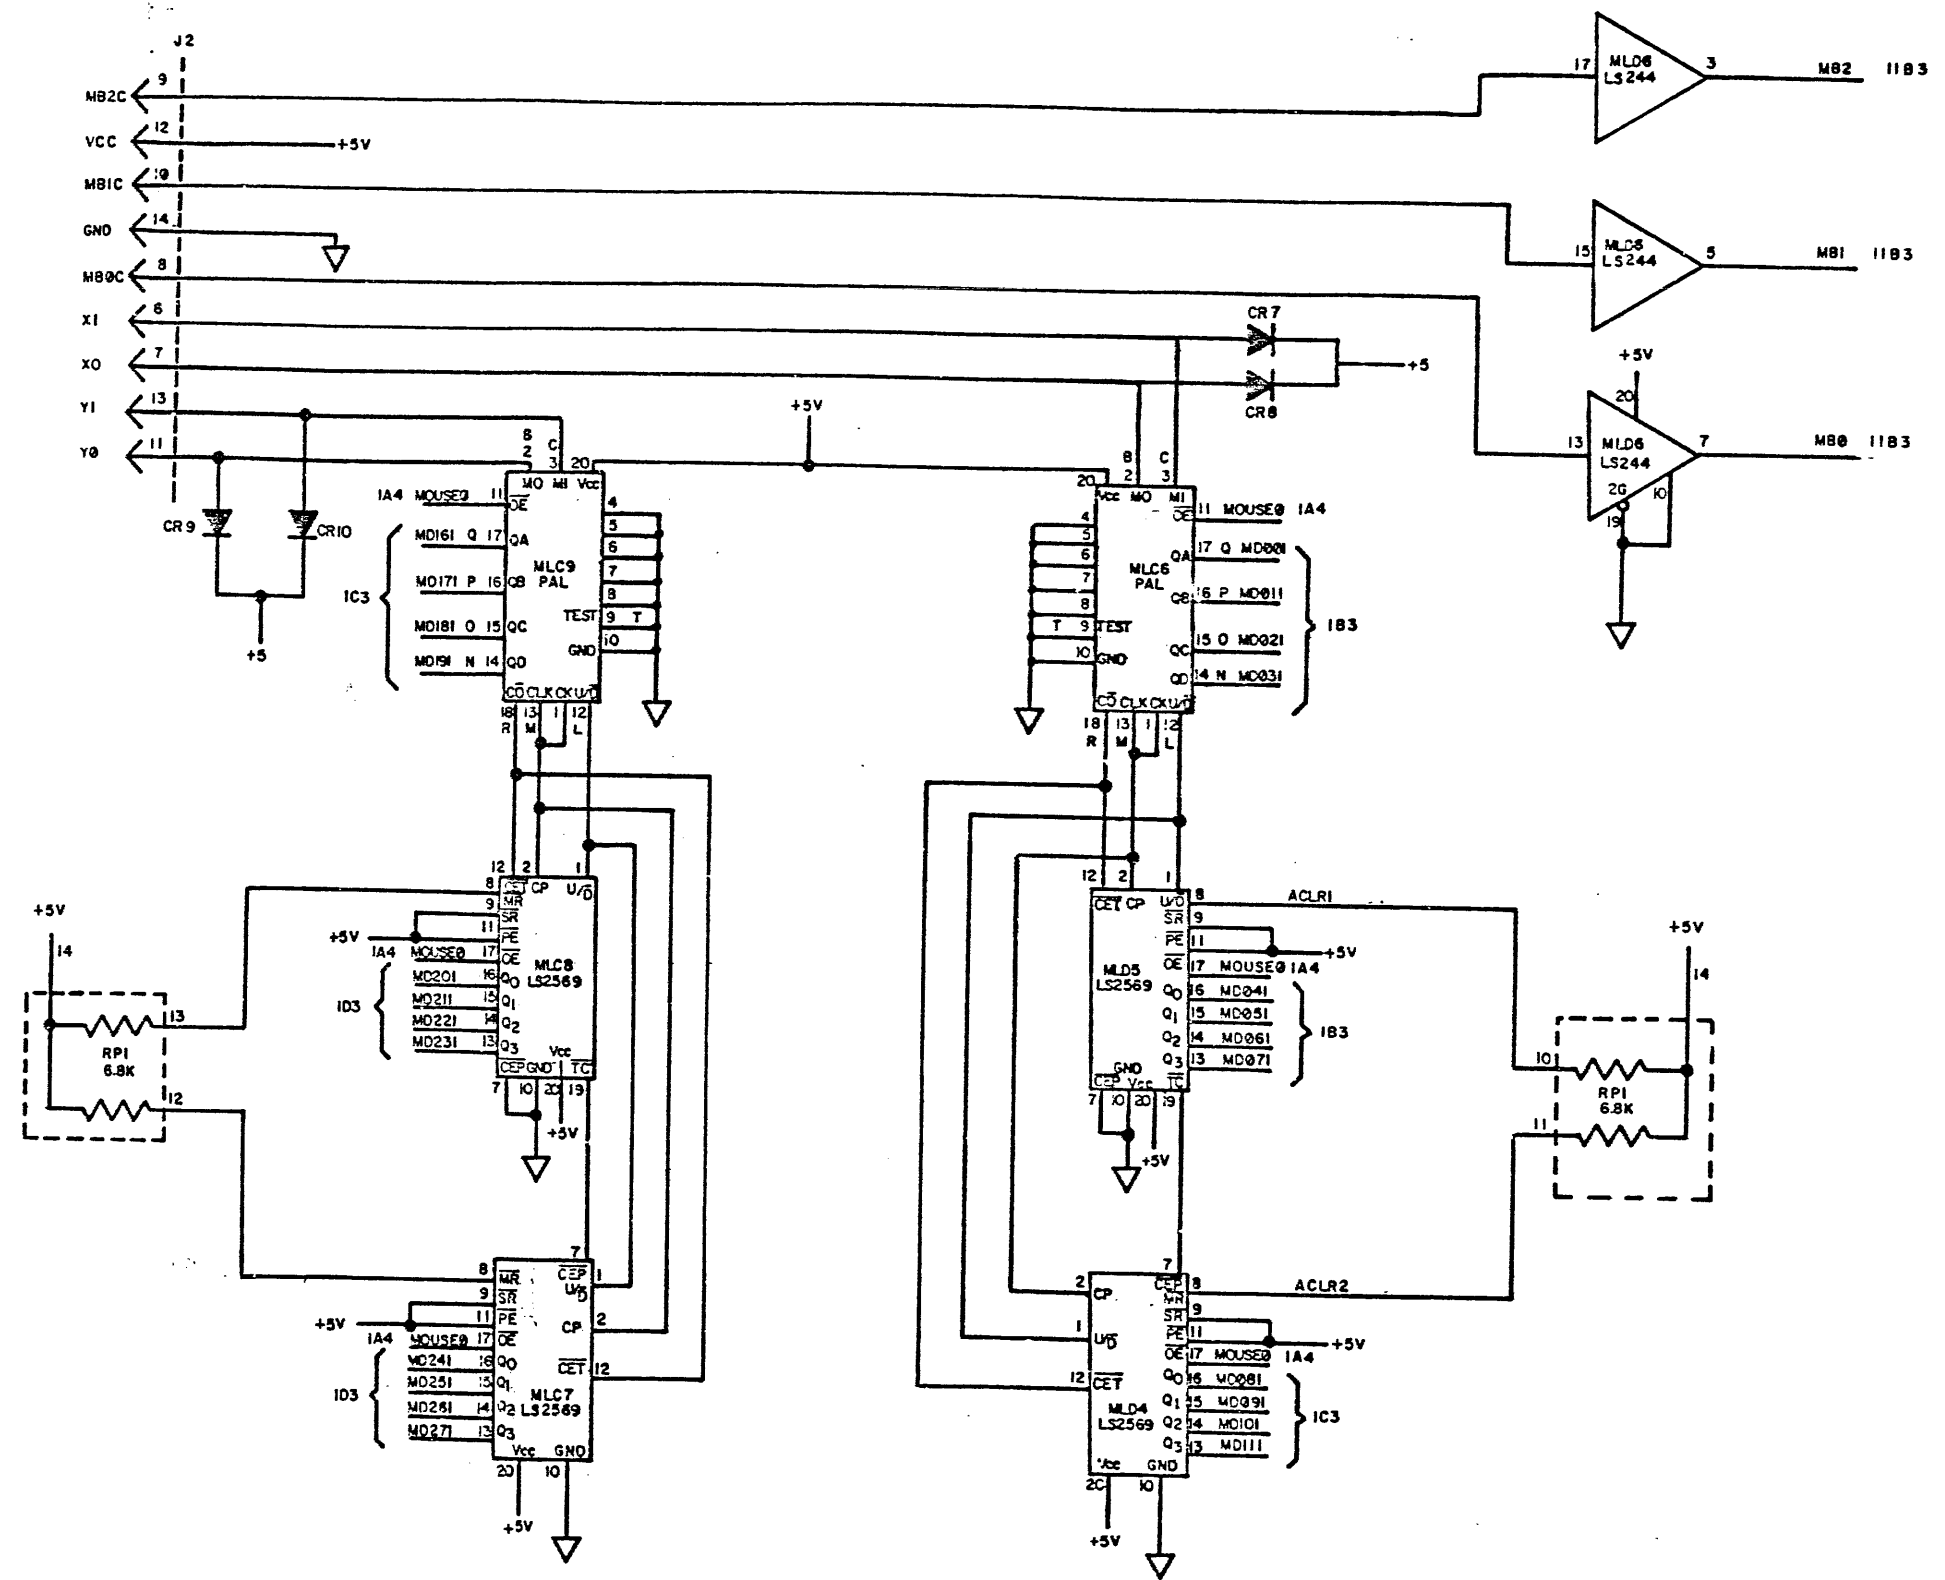 J2
MB2C 9
17 MLD6 LS244 3 MB2 11B3
VCC 12 +5V
MB1C 10
15 MLD6 LS244 5 MB1 11B3
GND 14
MB0C 8
13 MLD6 LS244 7 MB0 11B3
+5V
20
2G
19
10
X1 6
X0 7
CR7
CR8
+5
Y1 13
Y0 11
CR9
CR10
+5
+5V
B C
2 3 20
M0 M1 Vcc
1A4 MOUSE0 11 OE
MD161 Q 17 QA
MD171 P 16 QB
MD181 O 15 QC
MD191 N 14 QD
1C3
MLC9
PAL
4
5
6
7
8
TEST 9 T
GND 10
CO CLK CK U/D
18 13 1 12
R M L
B C
20 2 3
Vcc M0 M1
OE 11 MOUSE0 1A4
QA 17 Q MD001
QB 16 P MD011
QC 15 O MD021
QD 14 N MD031
1B3
MLC6
PAL
4
5
6
7
8
T 9 TEST
10 GND
CO CLK CK U/D
18 13 1 12
R M L
12 2 1
CET CP U/D
8 MR
9 SR
+5V 11 PE
1A4 MOUSE0 17 OE
MD201 16 Q0
MD211 15 Q1
MD221 14 Q2
MD231 13 Q3
1D3
MLC8
LS2569
Vcc
CEP GND TC
7 10 20 19
+5V
+5V
14
13
RP1
6.8K
12
7
CEP
8 MR
9 SR
+5V 11 PE
1A4 MOUSE0 17 OE
MD241 16 Q0
MD251 15 Q1
MD261 14 Q2
MD271 13 Q3
1D3
U/D 1
CP 2
CET 12
MLC7
LS2569
Vcc GND
20 10
+5V
12 2 1
CET CP U/D
8 ACLR1
SR 9
PE 11 +5V
OE 17 MOUSE0 1A4
Q0 16 MD041
Q1 15 MD051
Q2 14 MD061
Q3 13 MD071
1B3
MLD5
LS2569
GND
CEP Vcc TC
7 10 20 19
+5V
+5V
14
10
RP1
6.8K
11
7
CEP
MR 8 ACLR2
SR 9
PE 11 +5V
OE 17 MOUSE0 1A4
Q0 16 MD081
Q1 15 MD091
Q2 14 MD101
Q3 13 MD111
1C3
2 CP
1 U/D
12 CET
MLD4
LS2569
Vcc GND
20 10
+5V